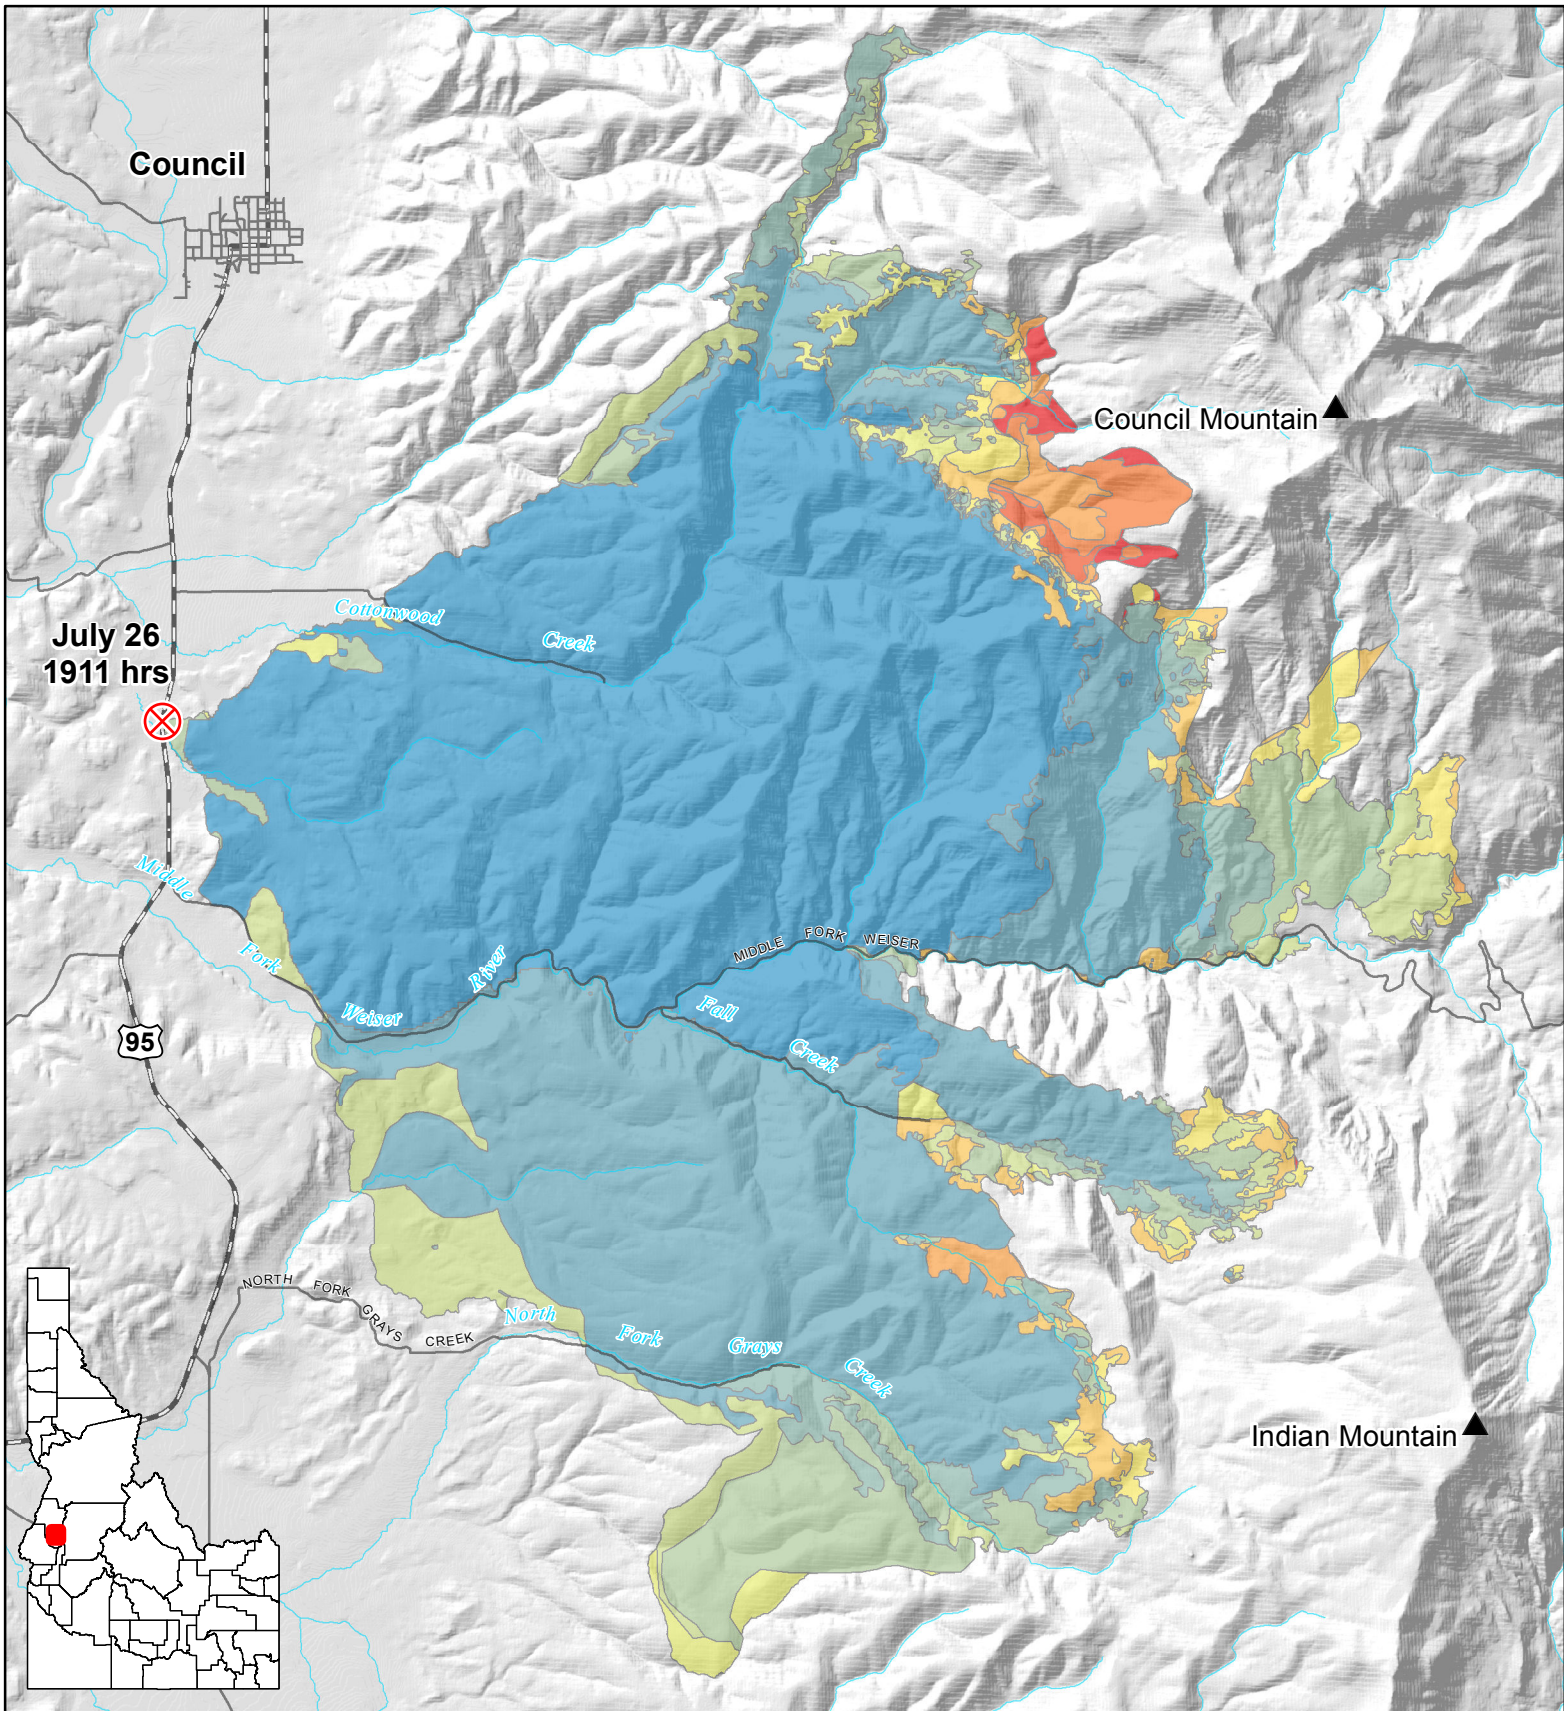 Council
Council Mountain
Cottonwood
Creek
July 26
1911 hrs
Middle
Fork
Weiser
River
MIDDLE FORK WEISER
Fall
Creek
95
NORTH FORK GRAYS CREEK
North
Fork
Grays
Creek
Indian Mountain